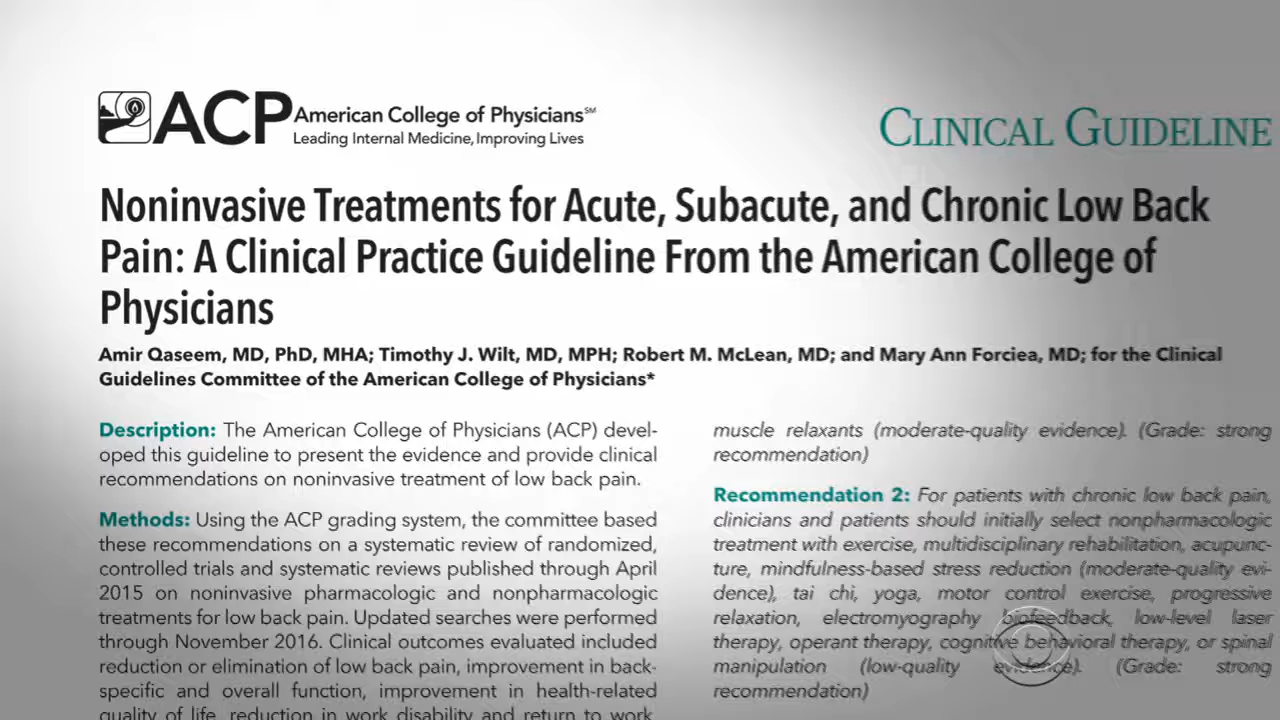 ACP American College of Physicians℠
Leading Internal Medicine, Improving Lives
CLINICAL GUIDELINE
Noninvasive Treatments for Acute, Subacute, and Chronic Low Back
Pain: A Clinical Practice Guideline From the American College of
Physicians
Amir Qaseem, MD, PhD, MHA; Timothy J. Wilt, MD, MPH; Robert M. McLean, MD; and Mary Ann Forciea, MD; for the Clinical
Guidelines Committee of the American College of Physicians*
Description: The American College of Physicians (ACP) devel-
oped this guideline to present the evidence and provide clinical
recommendations on noninvasive treatment of low back pain.
Methods: Using the ACP grading system, the committee based
these recommendations on a systematic review of randomized,
controlled trials and systematic reviews published through April
2015 on noninvasive pharmacologic and nonpharmacologic
treatments for low back pain. Updated searches were performed
through November 2016. Clinical outcomes evaluated included
reduction or elimination of low back pain, improvement in back-
specific and overall function, improvement in health-related
quality of life, reduction in work disability and return to work,
muscle relaxants (moderate-quality evidence). (Grade: strong
recommendation)
Recommendation 2: For patients with chronic low back pain,
clinicians and patients should initially select nonpharmacologic
treatment with exercise, multidisciplinary rehabilitation, acupunc-
ture, mindfulness-based stress reduction (moderate-quality evi-
dence), tai chi, yoga, motor control exercise, progressive
relaxation, electromyography biofeedback, low-level laser
therapy, operant therapy, cognitive behavioral therapy, or spinal
manipulation (low-quality evidence). (Grade: strong
recommendation)